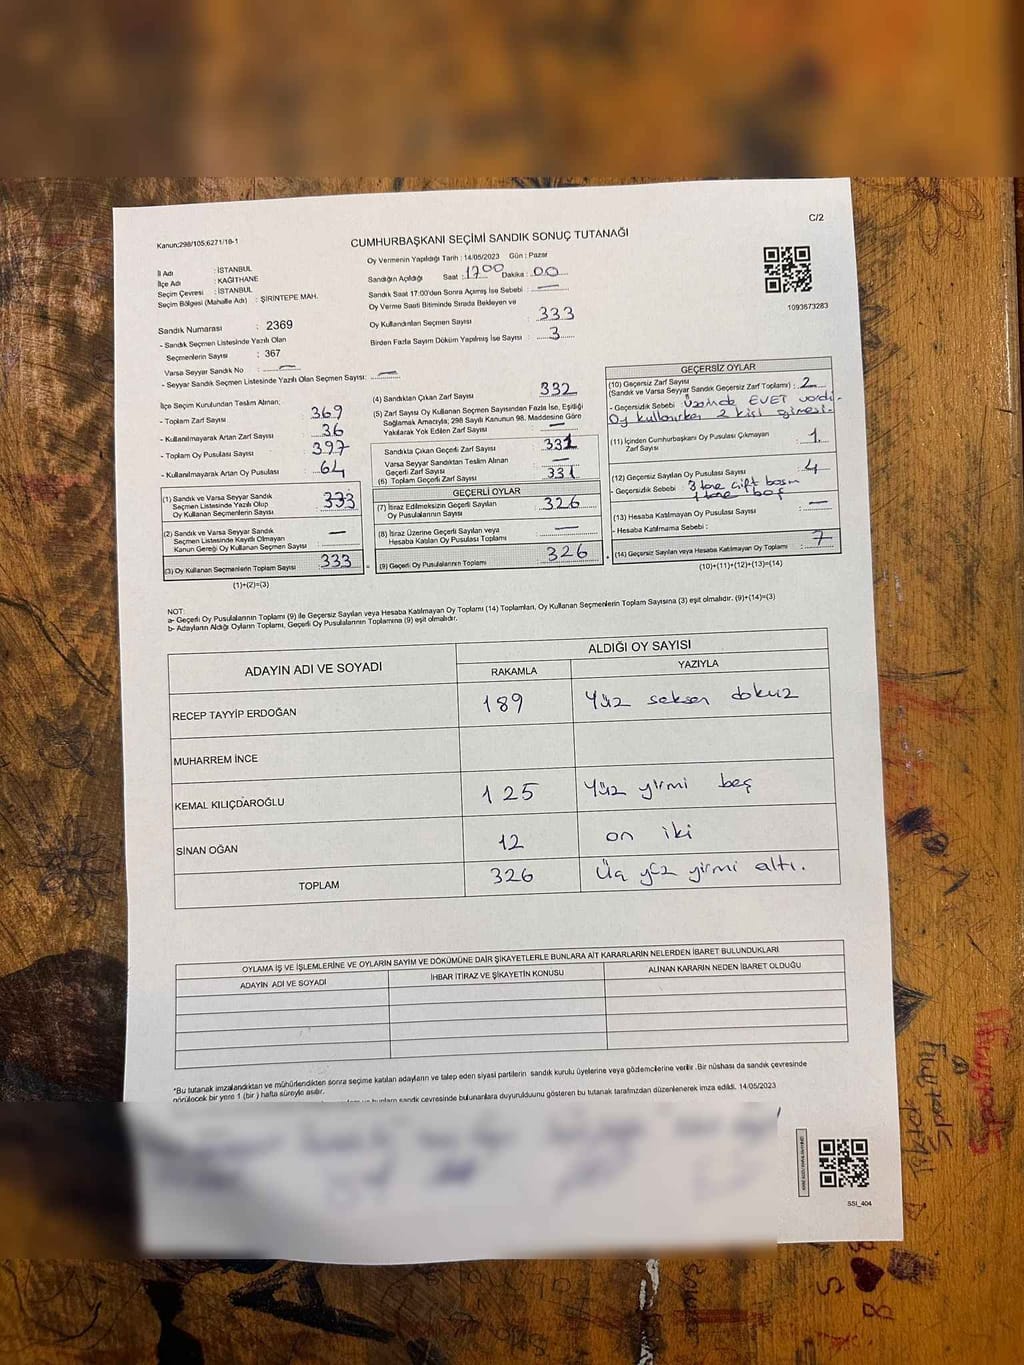 C/2
Kanun:298/105;6271/18-1
CUMHURBAŞKANI SEÇİMİ SANDIK SONUÇ TUTANAĞI
İl Adı : İSTANBUL
İlçe Adı : KAĞITHANE
Seçim Çevresi : İSTANBUL
Seçim Bölgesi (Mahalle Adı) : ŞİRİNTEPE MAH.
Sandık Numarası : 2369
- Sandık Seçmen Listesinde Yazılı Olan
Seçmenlerin Sayısı : 367
Varsa Seyyar Sandık No : —
- Seyyar Sandık Seçmen Listesinde Yazılı Olan Seçmen Sayısı: —
Oy Vermenin Yapıldığı Tarih : 14/05/2023 Gün : Pazar
Sandığın Açıldığı Saat : 1700 Dakika : 00
Sandık Saat 17:00'den Sonra Açılmış İse Sebebi : —
Oy Verme Saati Bitiminde Sırada Bekleyen ve
Oy Kullandırılan Seçmen Sayısı : 333
Birden Fazla Sayım Döküm Yapılmış İse Sayısı : 3
1093673283
İlçe Seçim Kurulundan Teslim Alınan;
- Toplam Zarf Sayısı : 369
- Kullanılmayarak Artan Zarf Sayısı : 36
- Toplam Oy Pusulası Sayısı : 397
- Kullanılmayarak Artan Oy Pusulası : 64
(1) Sandık ve Varsa Seyyar Sandık
Seçmen Listesinde Yazılı Olup
Oy Kullanan Seçmenlerin Sayısı : 333
(2) Sandık ve Varsa Seyyar Sandık
Seçmen Listesinde Kayıtlı Olmayan
Kanun Gereği Oy Kullanan Seçmen Sayısı : —
(3) Oy Kullanan Seçmenlerin Toplam Sayısı : 333
(1)+(2)=(3)
(4) Sandıktan Çıkan Zarf Sayısı : 332
(5) Zarf Sayısı Oy Kullanan Seçmen Sayısından Fazla İse, Eşitliği
Sağlamak Amacıyla; 298 Sayılı Kanunun 98. Maddesine Göre
Yakılarak Yok Edilen Zarf Sayısı : —
Sandıkta Çıkan Geçerli Zarf Sayısı : 331
Varsa Seyyar Sandıktan Teslim Alınan
Geçerli Zarf Sayısı : —
(6) Toplam Geçerli Zarf Sayısı : 331
GEÇERLİ OYLAR
(7) İtiraz Edilmeksizin Geçerli Sayılan
Oy Pusulalarının Sayısı : 326
(8) İtiraz Üzerine Geçerli Sayılan veya
Hesaba Katılan Oy Pusulası Toplamı : —
(9) Geçerli Oy Pusulalarının Toplamı : 326
GEÇERSİZ OYLAR
(10) Geçersiz Zarf Sayısı
(Sandık ve Varsa Seyyar Sandık Geçersiz Zarf Toplamı) : 2
- Geçersizlik Sebebi : Üzerinde EVET vardı-
Oy kullanırken 2 kişi
(11) İçinden Cumhurbaşkanı Oy Pusulası Çıkmayan
Zarf Sayısı : 1
(12) Geçersiz Sayılan Oy Pusulası Sayısı : 4
- Geçersizlik Sebebi : 3 tane çift basım
1 tane boş
(13) Hesaba Katılmayan Oy Pusulası Sayısı : —
- Hesaba Katılmama Sebebi :
(14) Geçersiz Sayılan veya Hesaba Katılmayan Oy Toplamı : 7
(10)+(11)+(12)+(13)=(14)
NOT:
a- Geçerli Oy Pusulalarının Toplamı (9) ile Geçersiz Sayılan veya Hesaba Katılmayan Oy Toplamı (14) Toplamları, Oy Kullanan Seçmenlerin Toplam Sayısına (3) eşit olmalıdır. (9)+(14)=(3)
b- Adayların Aldığı Oyların Toplamı, Geçerli Oy Pusulalarının Toplamına (9) eşit olmalıdır.
ADAYIN ADI VE SOYADI ALDIĞI OY SAYISI
RAKAMLA YAZIYLA
RECEP TAYYİP ERDOĞAN 189 Yüz seksen dokuz
MUHARREM İNCE
KEMAL KILIÇDAROĞLU 125 Yüz yirmi beş
SİNAN OĞAN 12 on iki
TOPLAM 326 Üç yüz yirmi altı.
OYLAMA İŞ VE İŞLEMLERİNE VE OYLARIN SAYIM VE DÖKÜMÜNE DAİR ŞİKAYETLERLE BUNLARA AİT KARARLARIN NELERDEN İBARET BULUNDUKLARI
ADAYIN ADI VE SOYADI İHBAR İTİRAZ VE ŞİKAYETİN KONUSU ALINAN KARARIN NEDEN İBARET OLDUĞU
*Bu tutanak imzalandıktan ve mühürlendikten sonra seçime katılan adayların ve talep eden siyasi partilerin sandık kurulu üyelerine veya gözlemcilerine verilir. Bir nüshası da sandık çevresinde
görülecek bir yere 1 (bir) hafta süreyle asılır.
sandık çevresinde bulunanlara duyurulduunu gösteren bu tutanak tarafımızdan düzenlenerek imza edildi. 14/05/2023
SSI_404